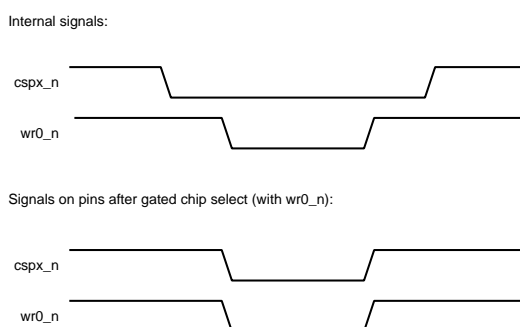 Internal signals:
cspx_n
wr0_n
Signals on pins after gated chip select (with wr0_n):
cspx_n
wr0_n